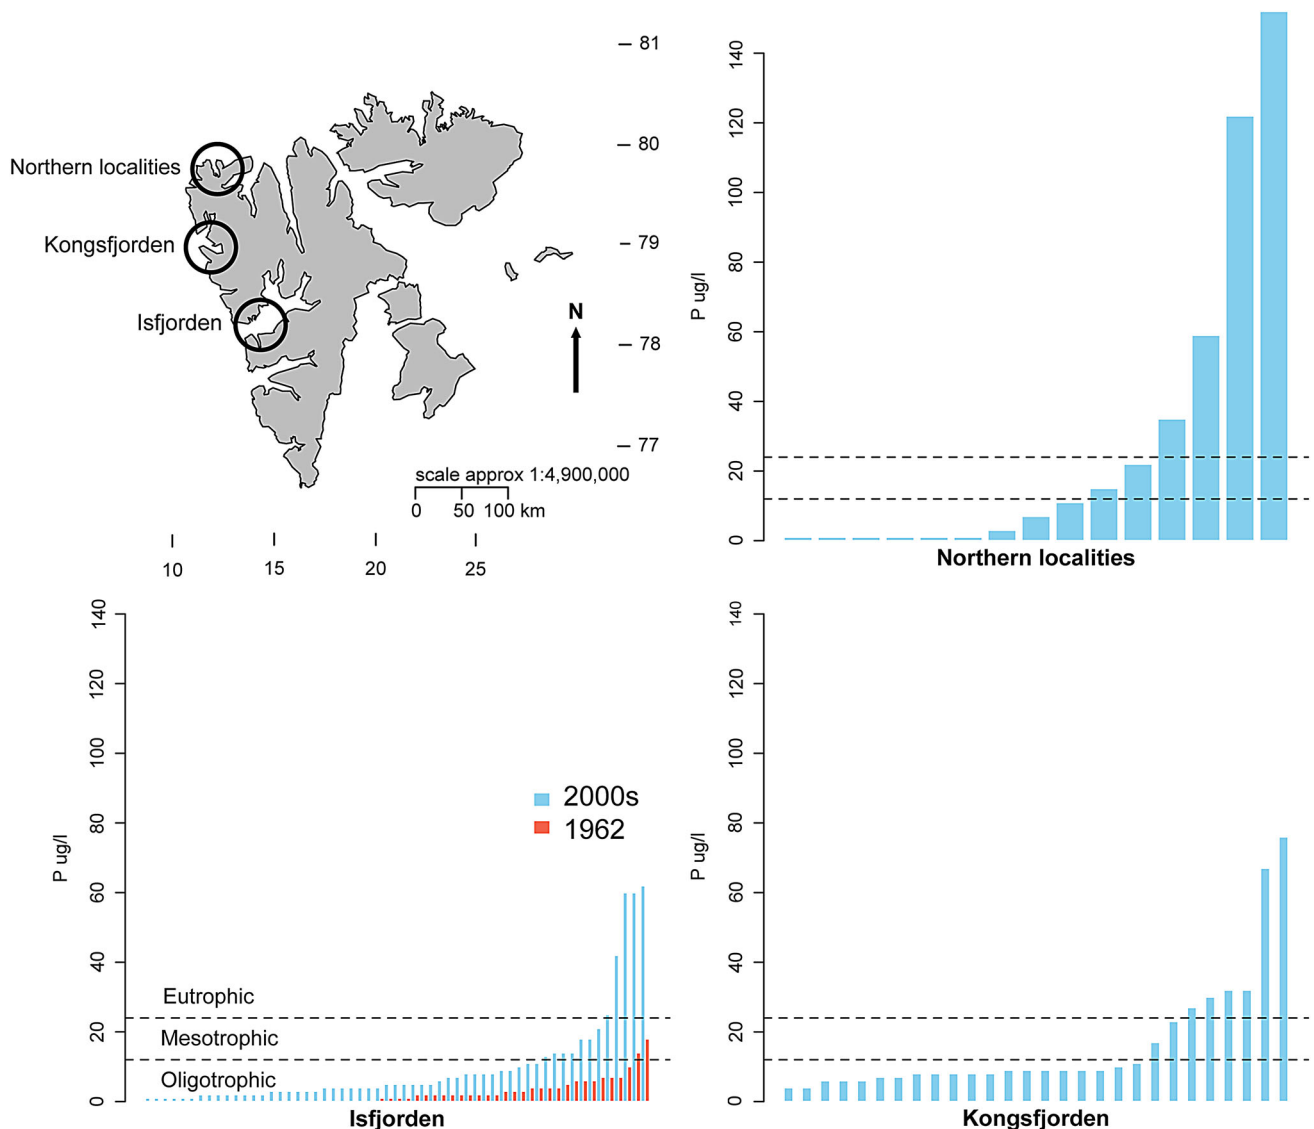 81
80
79
78
77
Northern localities
Kongsfjorden
Isfjorden
N
scale approx 1:4,900,000
0 50 100 km
10 15 20 25
P ug/l
0 20 40 60 80 100 120 140
Northern localities
P ug/l
0 20 40 60 80 100 120 140
2000s
1962
Eutrophic
Mesotrophic
Oligotrophic
Isfjorden
P ug/l
0 20 40 60 80 100 120 140
Kongsfjorden